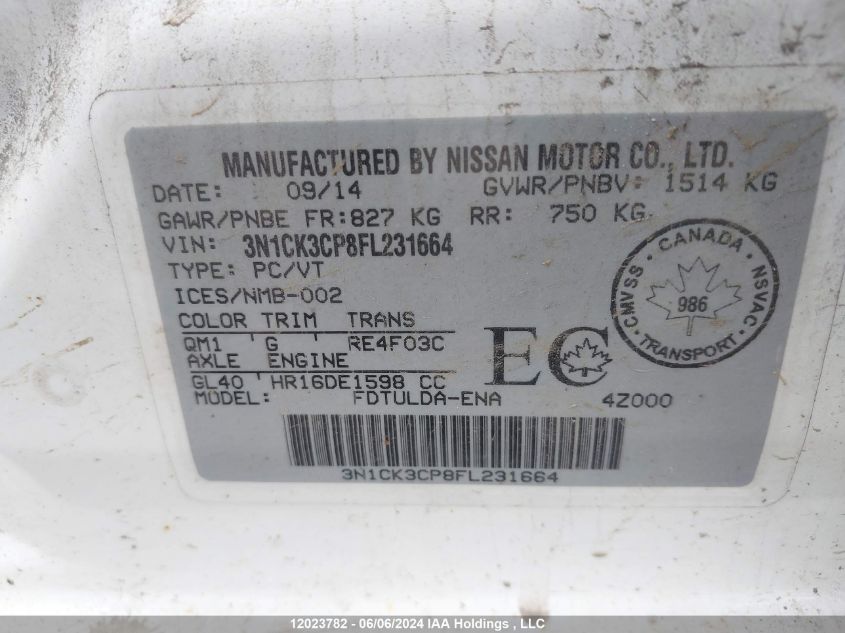 MANUFACTURED BY NISSAN MOTOR CO., LTD.
DATE: 09/14 GVWR/PNBV: 1514 KG
GAWR/PNBE FR:827 KG RR: 750 KG
VIN: 3N1CK3CP8FL231664
TYPE: PC/VT
ICES/NMB-002
COLOR TRIM TRANS
QM1 G RE4F03C
AXLE ENGINE
GL40 HR16DE1598 CC
MODEL: FDTULDA-ENA 4Z000
EC
CANADA
CMVSS NSVAC
986
TRANSPORT
3N1CK3CP8FL231664
12023782 - 06/06/2024 IAA Holdings, LLC